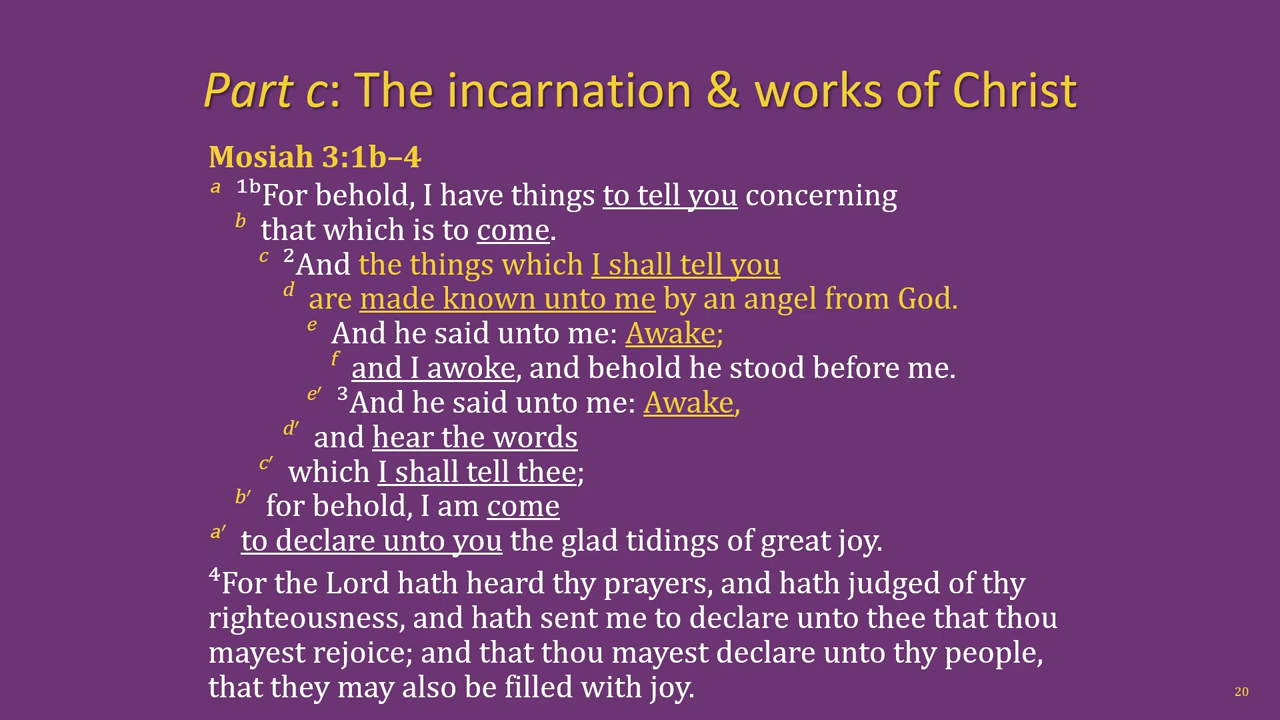 Part c: The incarnation & works of Christ
Mosiah 3:1b–4
a 1bFor behold, I have things to tell you concerning
b that which is to come.
c 2And the things which I shall tell you
d are made known unto me by an angel from God.
e And he said unto me: Awake;
f and I awoke, and behold he stood before me.
e′ 3And he said unto me: Awake,
d′ and hear the words
c′ which I shall tell thee;
b′ for behold, I am come
a′ to declare unto you the glad tidings of great joy.
4For the Lord hath heard thy prayers, and hath judged of thy
righteousness, and hath sent me to declare unto thee that thou
mayest rejoice; and that thou mayest declare unto thy people,
that they may also be filled with joy.
20